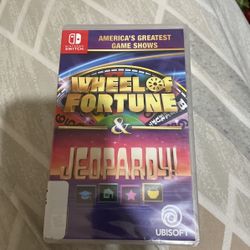 NINTENDO
SWITCH
AMERICA'S GREATEST
GAME SHOWS
WHEEL OF
FORTUNE
&
JEOPARDY!
UBISOFT